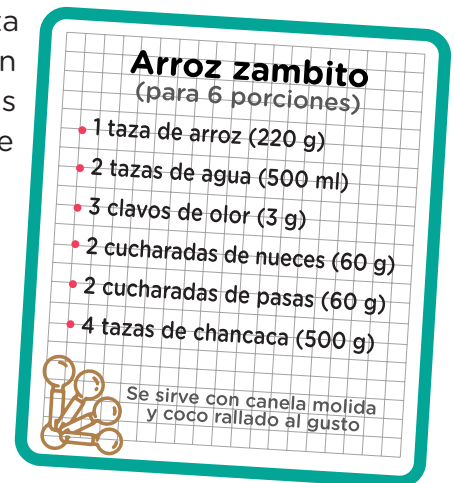 ta
n
s
e
Arroz zambito
(para 6 porciones)
• 1 taza de arroz (220 g)
• 2 tazas de agua (500 ml)
• 3 clavos de olor (3 g)
• 2 cucharadas de nueces (60 g)
• 2 cucharadas de pasas (60 g)
• 4 tazas de chancaca (500 g)
Se sirve con canela molida
y coco rallado al gusto